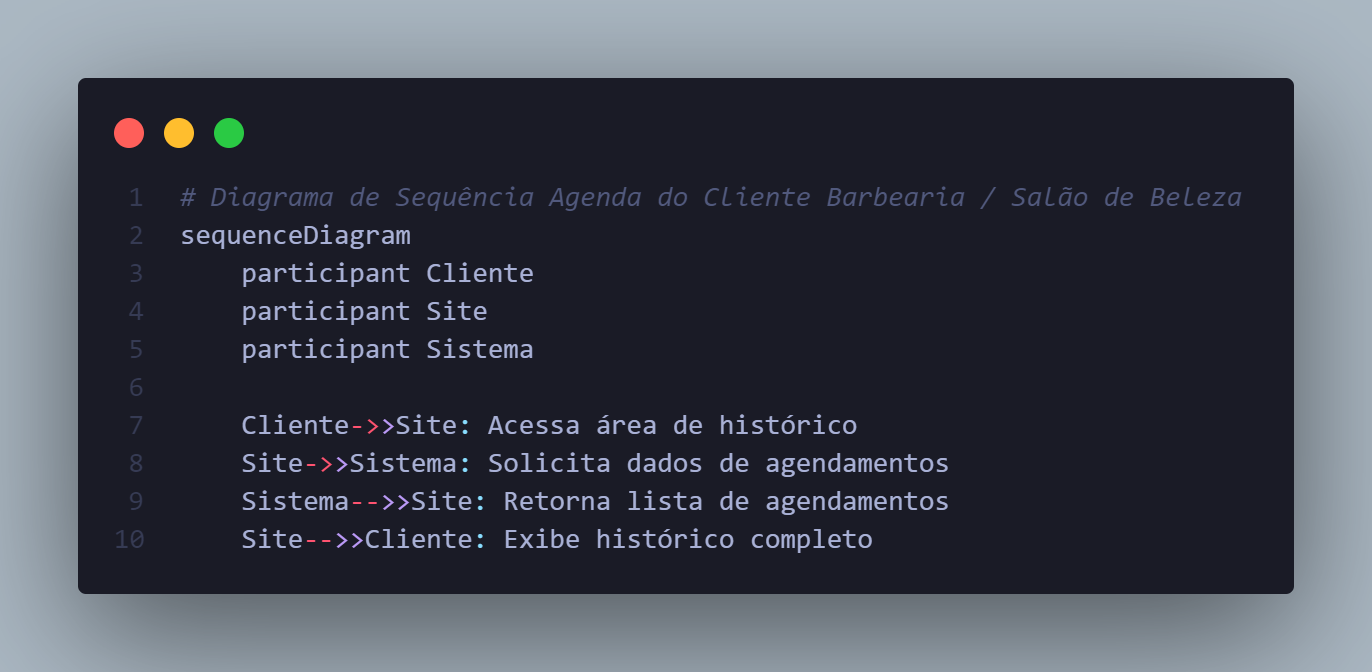 1 # Diagrama de Sequência Agenda do Cliente Barbearia / Salão de Beleza
2 sequenceDiagram
3     participant Cliente
4     participant Site
5     participant Sistema
6
7     Cliente->>Site: Acessa área de histórico
8     Site->>Sistema: Solicita dados de agendamentos
9     Sistema-->>Site: Retorna lista de agendamentos
10     Site-->>Cliente: Exibe histórico completo